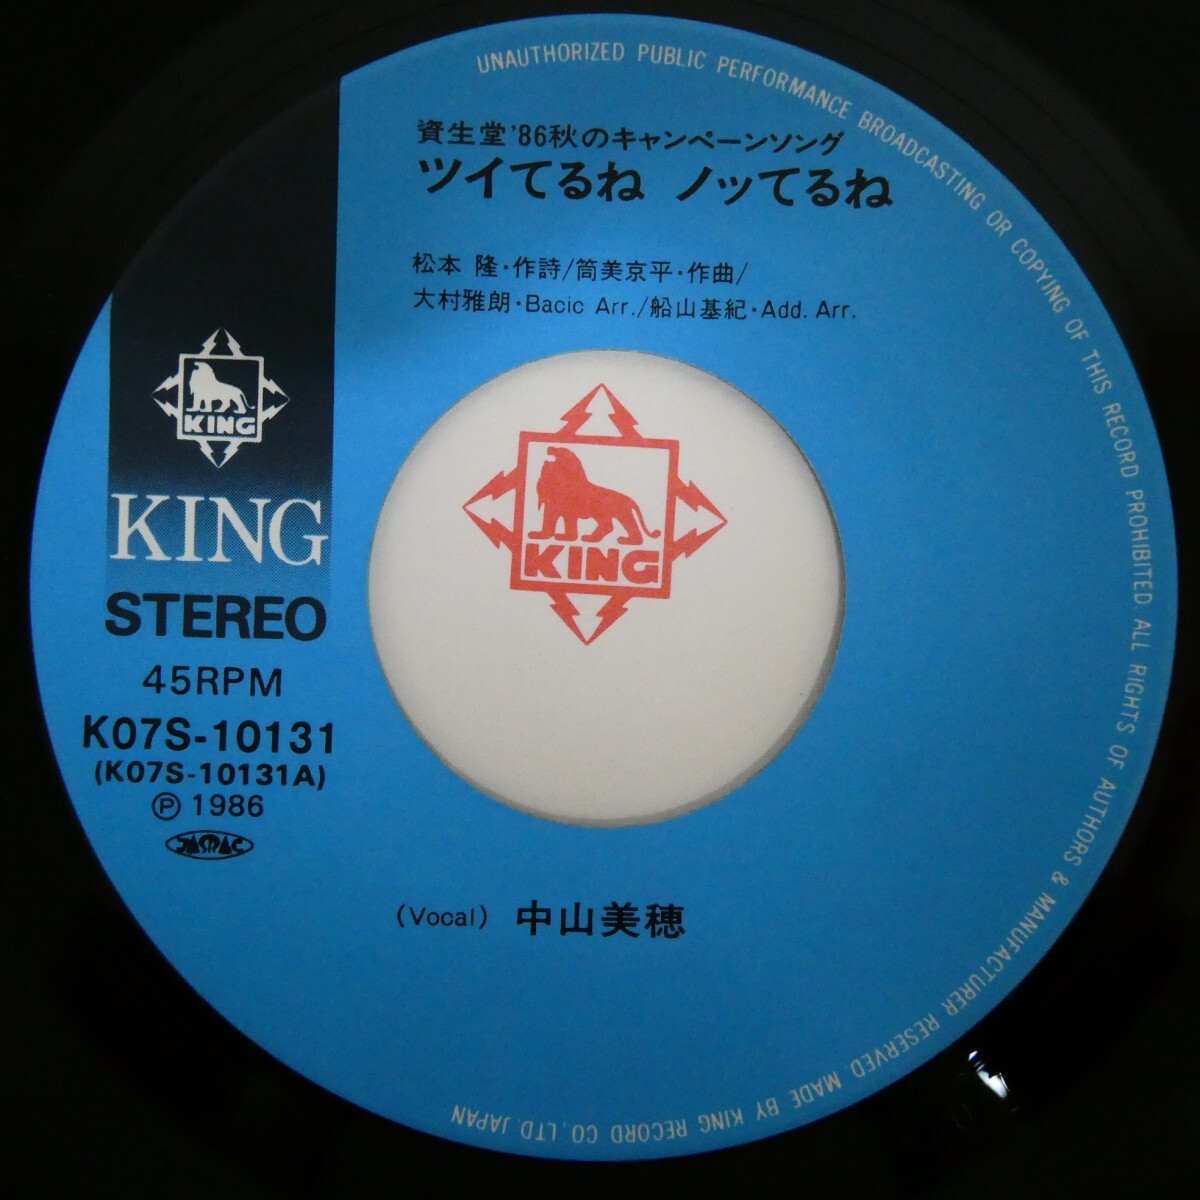 UNAUTHORIZED PUBLIC PERFORMANCE BROADCASTING OR COPYING OF THIS RECORD PROHIBITED. ALL RIGHTS OF AUTHORS & MANUFACTURER RESERVED. MADE BY KING RECORD CO., LTD. JAPAN
資生堂'86秋のキャンペーンソング
ツイてるね ノッてるね
松本 隆・作詩/筒美京平・作曲/
大村雅朗・Bacic Arr./船山基紀・Add. Arr.
KING
KING
KING
STEREO
45RPM
K07S-10131
(K07S-10131A)
Ⓟ 1986
JASRAC
(Vocal) 中山美穂